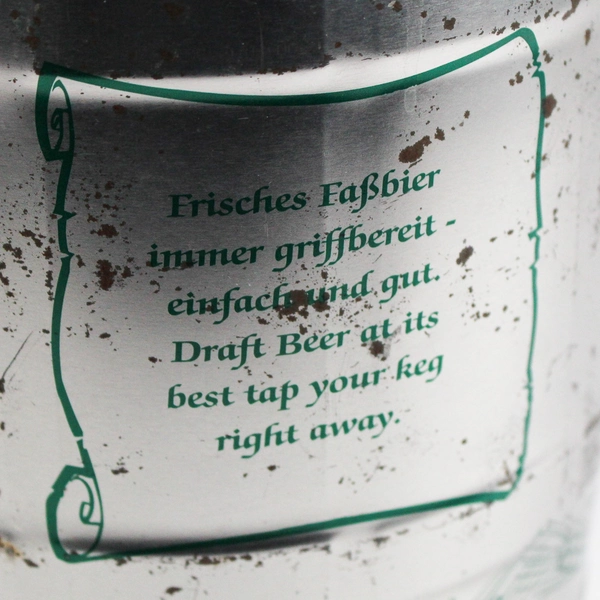 Frisches Faßbier
immer griffbereit -
einfach und gut.
Draft Beer at its
best tap your keg
right away.